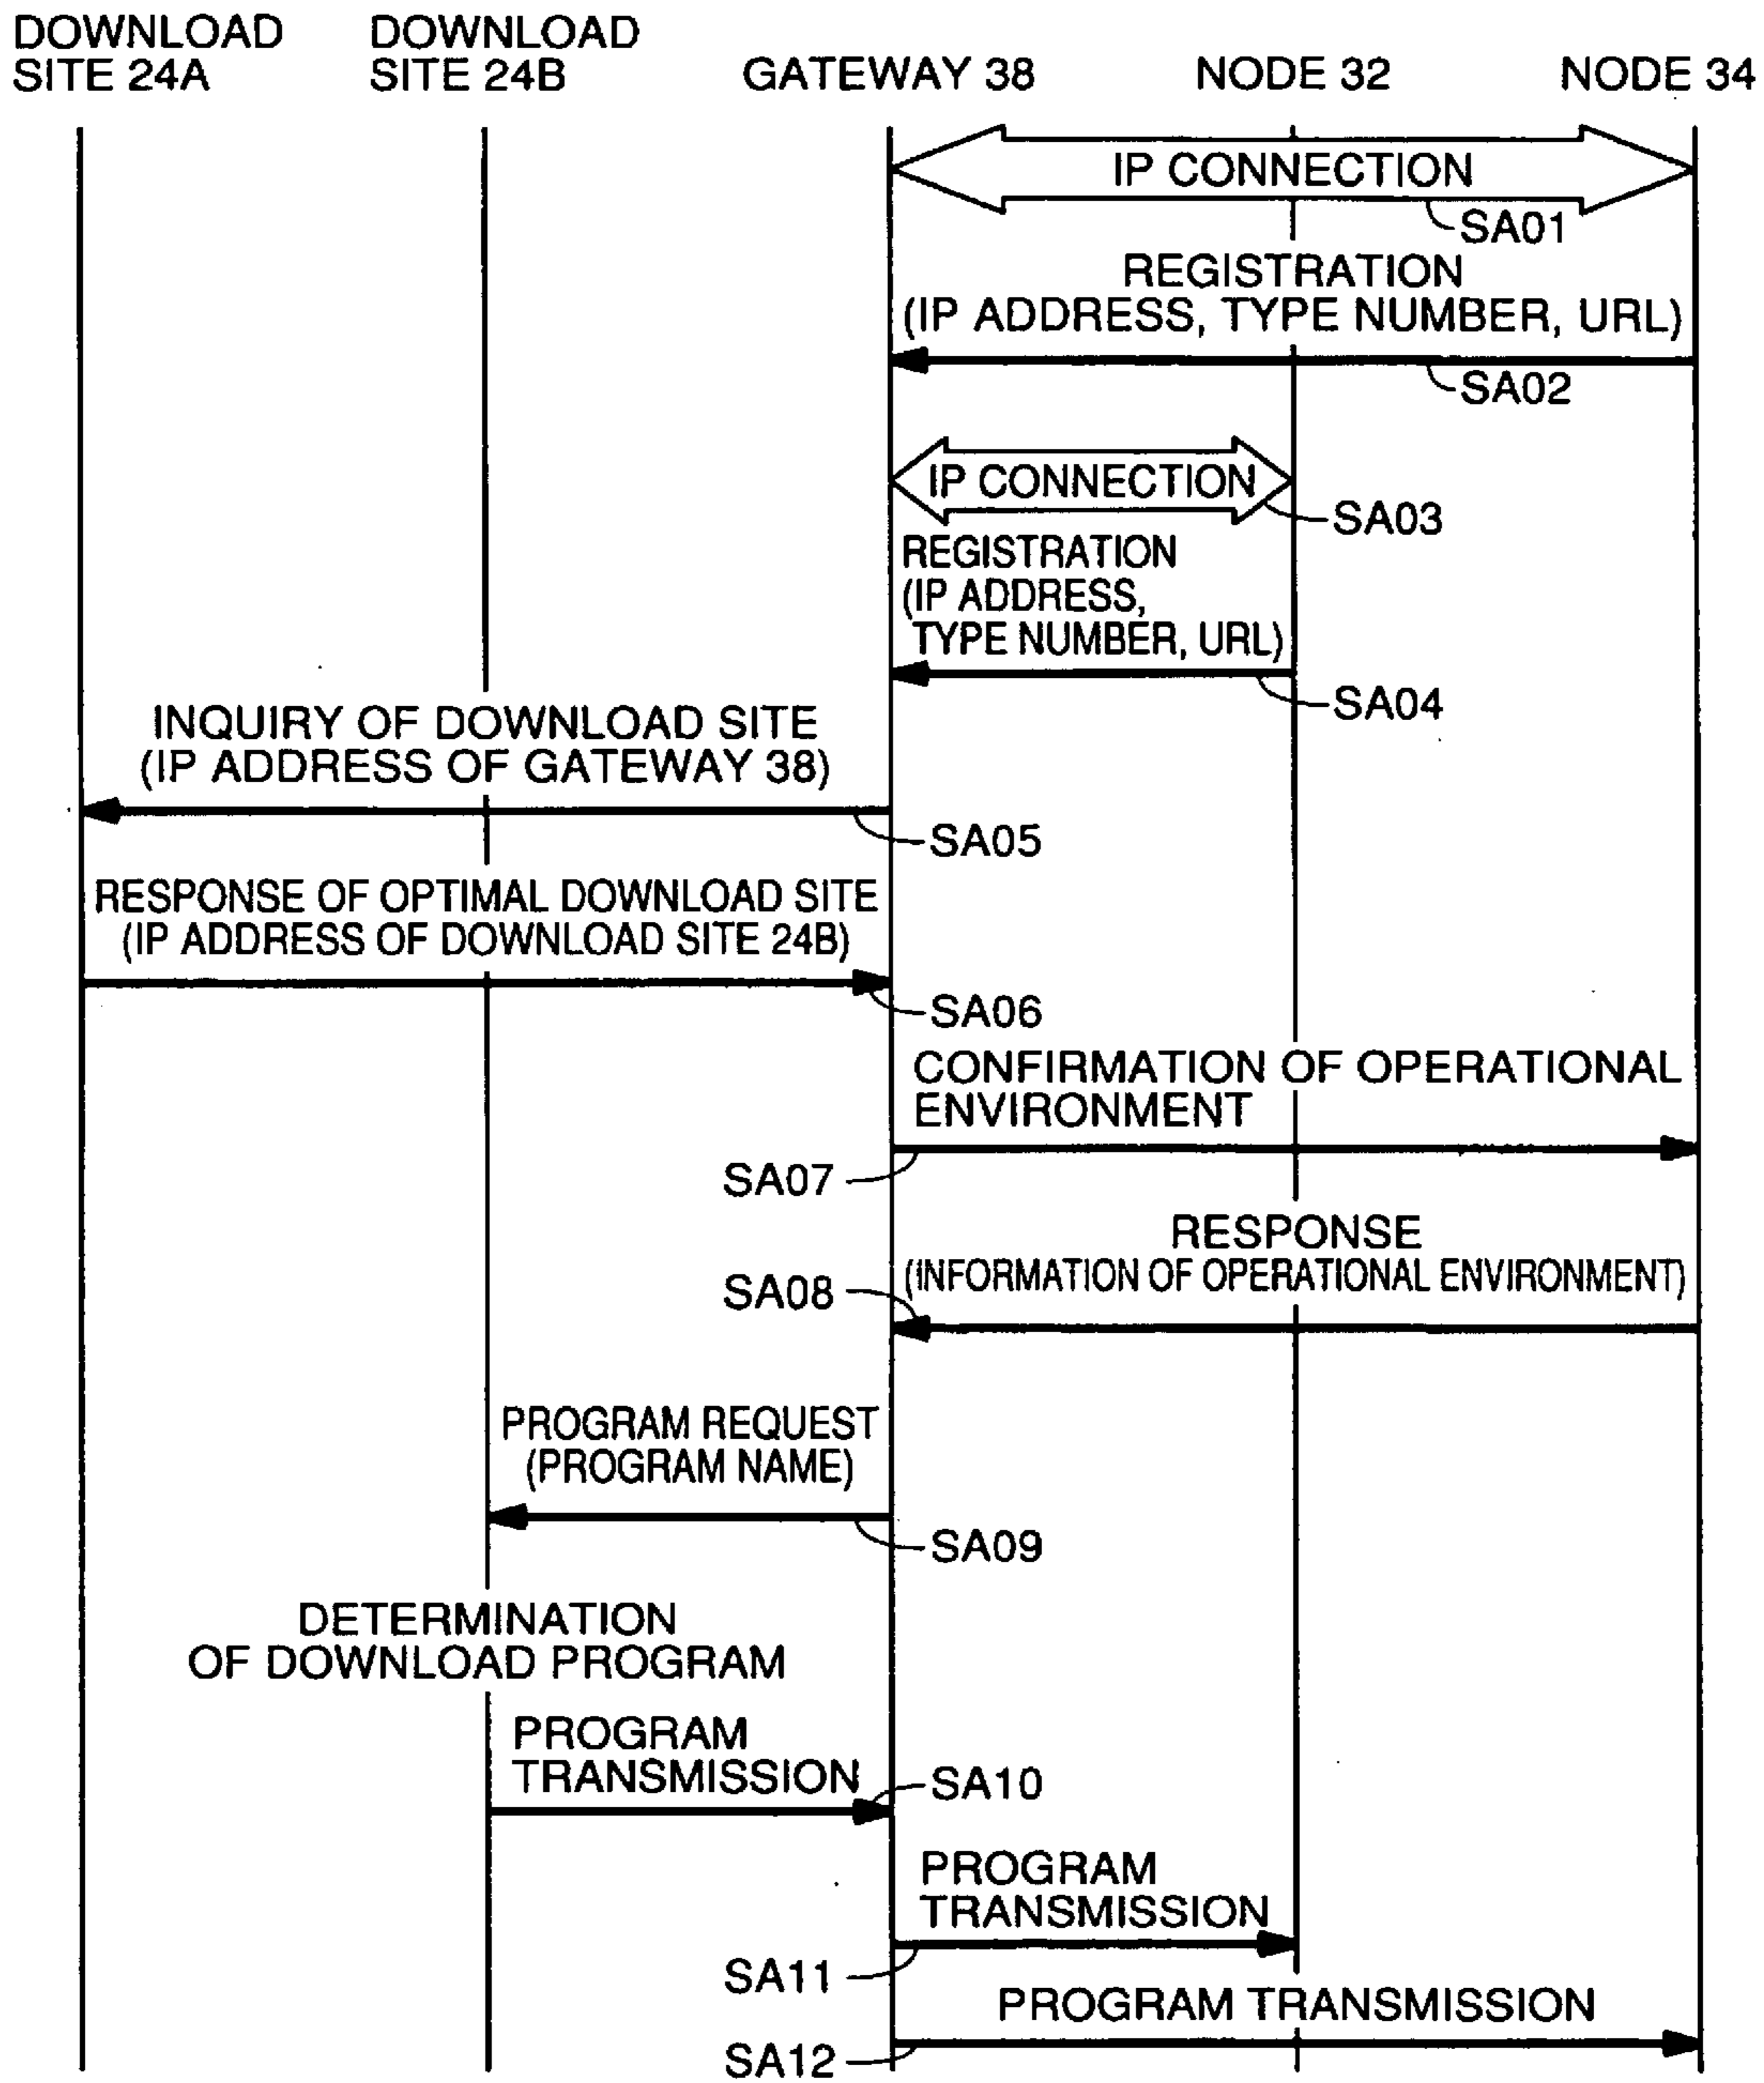 DOWNLOAD
SITE 24A
DOWNLOAD
SITE 24B
GATEWAY 38
NODE 32
NODE 34
IP CONNECTION
SA01
REGISTRATION
(IP ADDRESS, TYPE NUMBER, URL)
SA02
IP CONNECTION
SA03
REGISTRATION
(IP ADDRESS,
TYPE NUMBER, URL)
SA04
INQUIRY OF DOWNLOAD SITE
(IP ADDRESS OF GATEWAY 38)
SA05
RESPONSE OF OPTIMAL DOWNLOAD SITE
(IP ADDRESS OF DOWNLOAD SITE 24B)
SA06
CONFIRMATION OF OPERATIONAL
ENVIRONMENT
SA07
RESPONSE
(INFORMATION OF OPERATIONAL ENVIRONMENT)
SA08
PROGRAM REQUEST
(PROGRAM NAME)
SA09
DETERMINATION
OF DOWNLOAD PROGRAM
PROGRAM
TRANSMISSION
SA10
PROGRAM
TRANSMISSION
SA11
PROGRAM TRANSMISSION
SA12